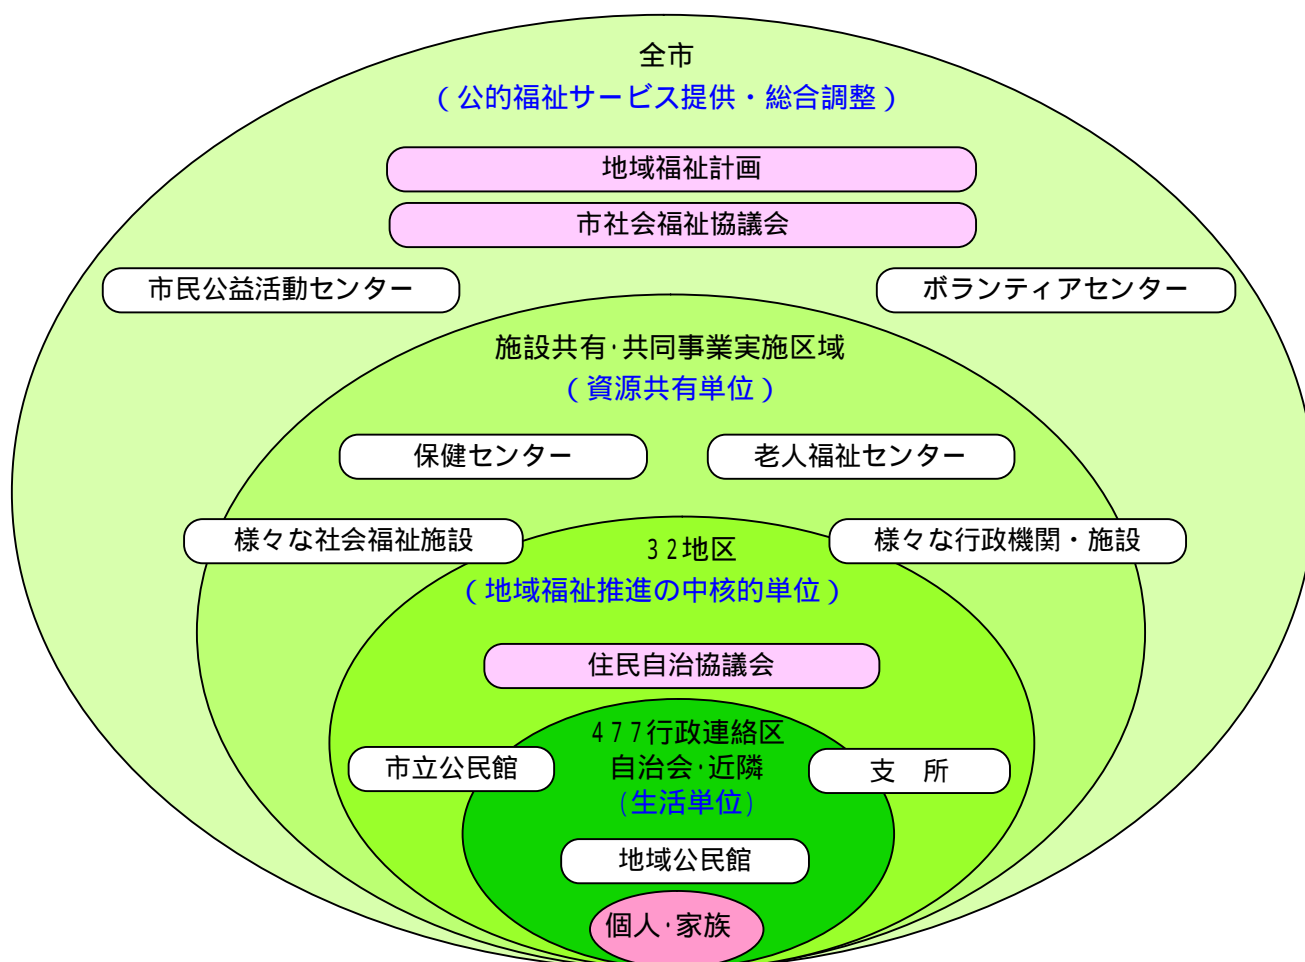 全市
（公的福祉サービス提供・総合調整）
地域福祉計画
市社会福祉協議会
市民公益活動センター
ボランティアセンター
施設共有・共同事業実施区域
（資源共有単位）
保健センター
老人福祉センター
様々な社会福祉施設
様々な行政機関・施設
32地区
（地域福祉推進の中核的単位）
住民自治協議会
477行政連絡区
自治会・近隣
（生活単位）
市立公民館
支　所
地域公民館
個人・家族